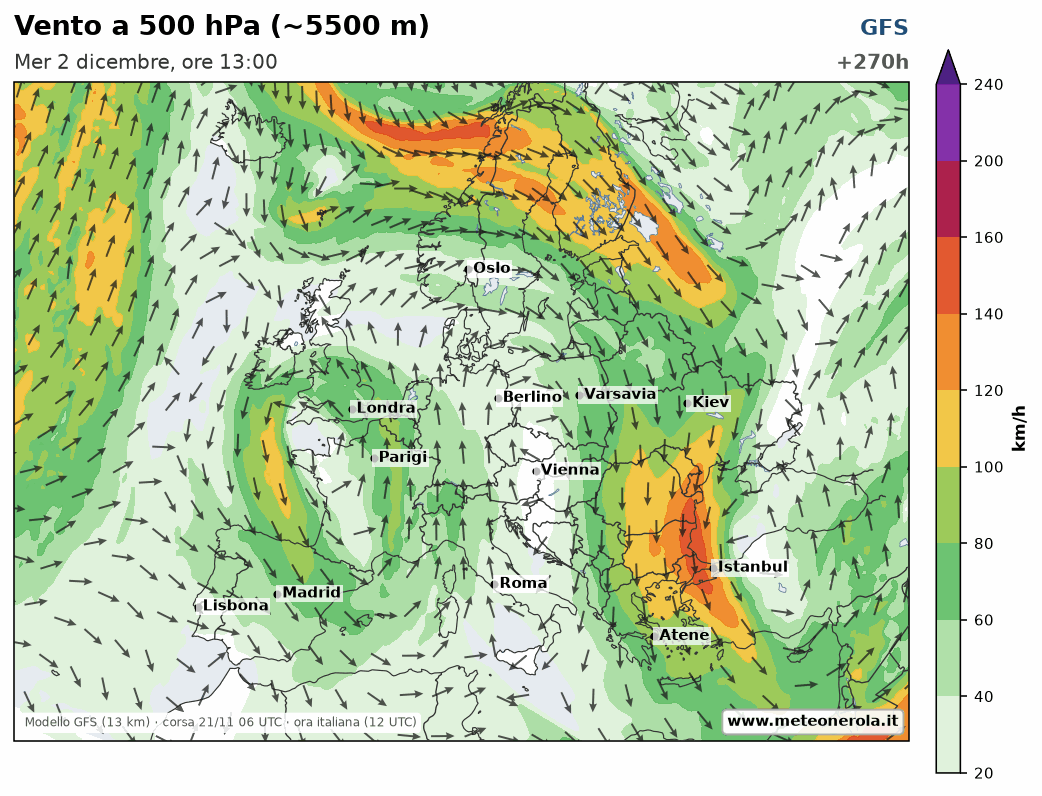 Vento a 500 hPa (~5500 m)
GFS
Mer 2 dicembre, ore 13:00
+270h
240
200
160
140
120
100
80
60
40
20
km/h
Oslo
Berlino
Varsavia
Kiev
Londra
Parigi
Vienna
Istanbul
Roma
Madrid
Lisbona
Atene
Modello GFS (13 km) · corsa 21/11 06 UTC · ora italiana (12 UTC)
www.meteonerola.it